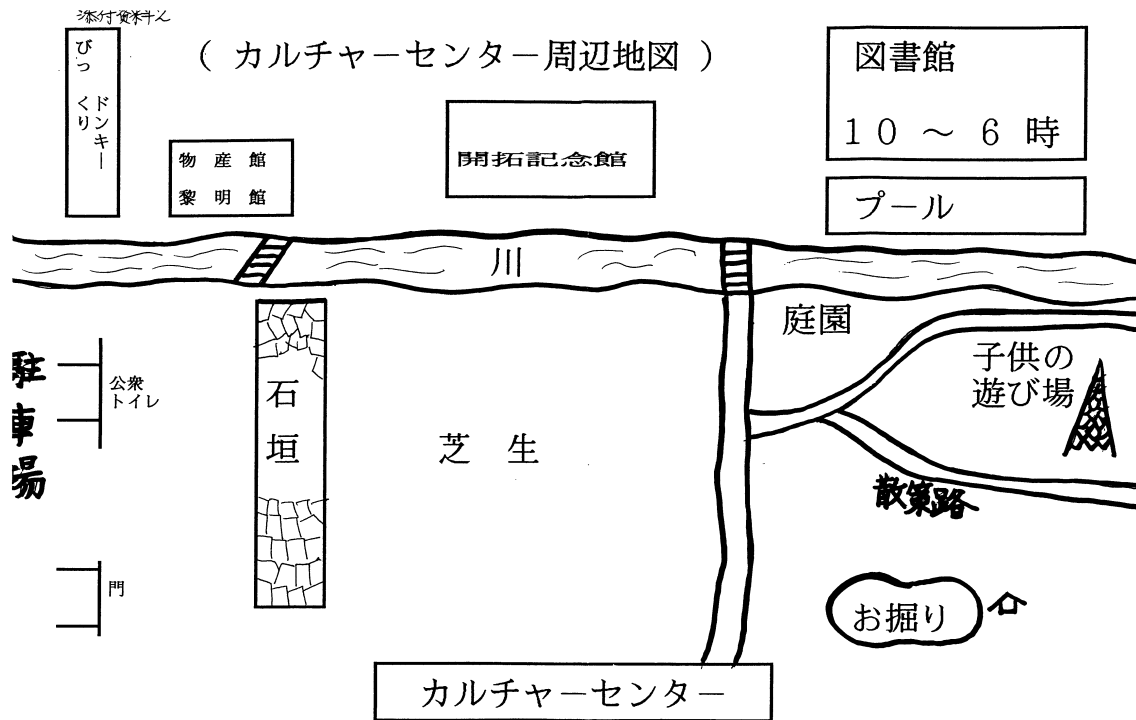 添付資料2
(カルチャーセンター周辺地図)
びっくり
ドンキー
物産館
黎明館
開拓記念館
図書館
10 ~ 6 時
プール
川
庭園
子供の
遊び場
駐車場
公衆
トイレ
石垣
芝生
散策路
門
お掘り
カルチャーセンター